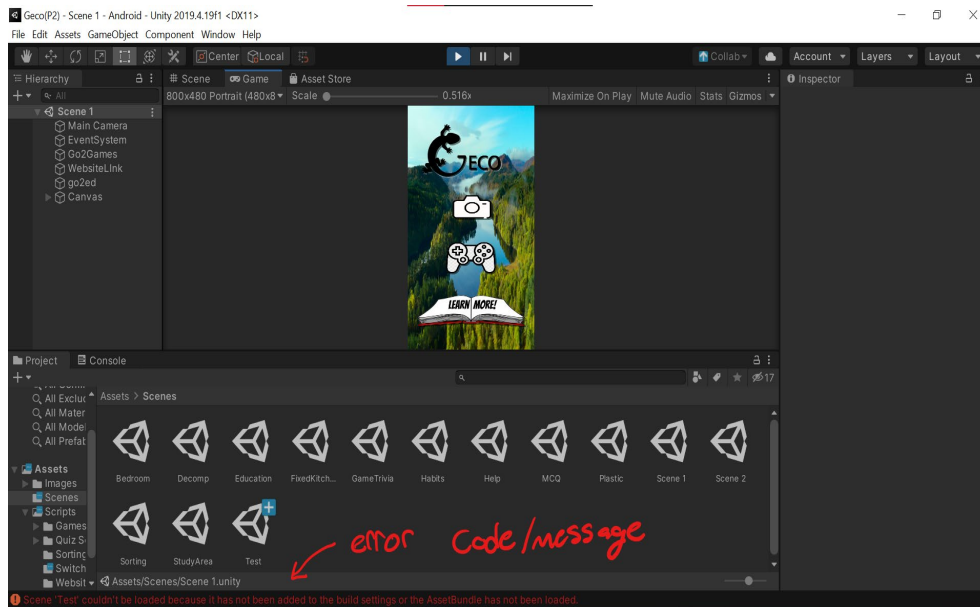 Geco(P2) - Scene 1 - Android - Unity 2019.4.19f1 <DX11>
File Edit Assets GameObject Component Window Help
Center Local Collab Account Layers Layout
Hierarchy # Scene Game Asset Store Inspector
All 800x480 Portrait (480x8 Scale 0.516x Maximize On Play Mute Audio Stats Gizmos
Scene 1
Main Camera
EventSystem
Go2Games
WebsiteLInk
go2ed
Canvas
GECO
LEARN MORE!
Project Console
17
All Excluc
All Mater
All Model
All Prefab
Assets > Scenes
Assets
Images
Scenes
Scripts
Games
Quiz S
Sorting
Switch
Websit
Bedroom Decomp Education FixedKitch... GameTrivia Habits Help MCQ Plastic Scene 1 Scene 2
Sorting StudyArea Test
error Code/message
Assets/Scenes/Scene 1.unity
Scene 'Test' couldn't be loaded because it has not been added to the build settings or the AssetBundle has not been loaded.